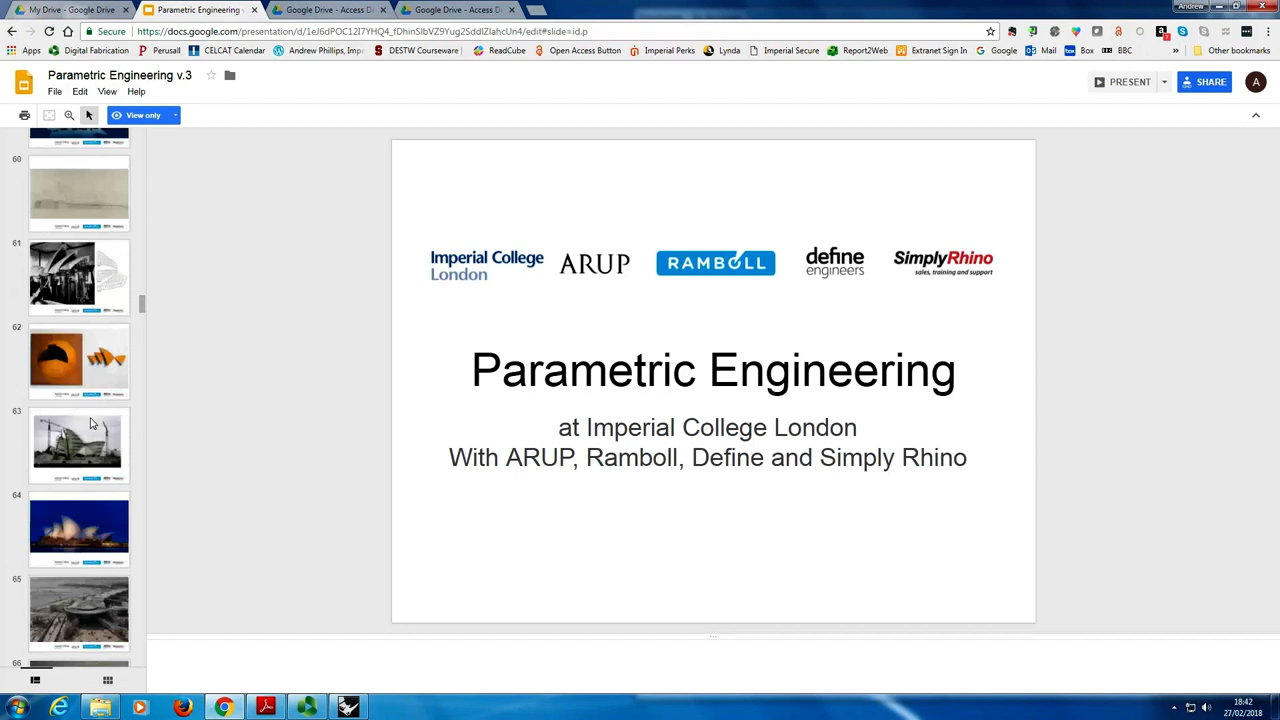 My Drive - Google Drive
Parametric Engineering v
Google Drive - Access De
Google Drive - Access De
Andrew
Secure
https://docs.google.com/presentation/d/1eJ6dPOC12I7YHQ4_fDhinSlbVZ9Yug2SddlZlahcUn4/edit#slide=id.p
Apps
Digital Fabrication
Perusall
CELCAT Calendar
Andrew Phillips, Imp
DESTW Course
ReadCube
Open Access Button
Imperial Perks
Lynda
Imperial Secure
Report2Web
Extranet Sign In
Google
Mail
Box
BBC
Other bookmarks
Parametric Engineering v.3
File Edit View Help
PRESENT
SHARE
A
View only
60
61
62
63
64
65
66
Imperial College
London
ARUP
RAMBOLL
define
engineers
SimplyRhino
sales, training and support
Parametric Engineering
at Imperial College London
With ARUP, Ramboll, Define and Simply Rhino
18:42
27/02/2018